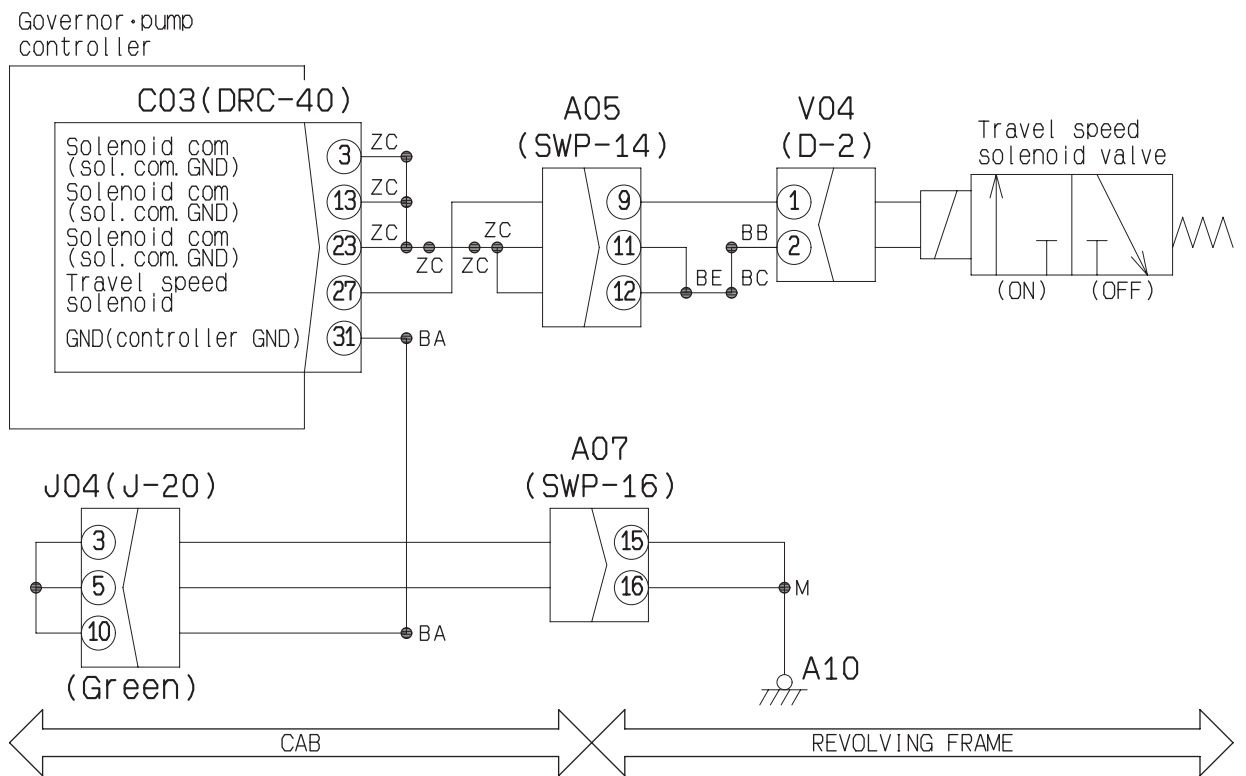 Governor·pump
controller
C03(DRC-40)
Solenoid com
(sol.com.GND)
Solenoid com
(sol.com.GND)
Solenoid com
(sol.com.GND)
Travel speed
solenoid
GND(controller GND)
3
13
23
27
31
ZC
ZC
ZC
ZC
ZC
ZC
BA
A05
(SWP-14)
9
11
12
BE
BB
BC
V04
(D-2)
1
2
Travel speed
solenoid valve
(ON)
(OFF)
J04(J-20)
3
5
10
(Green)
BA
A07
(SWP-16)
15
16
M
A10
CAB
REVOLVING FRAME